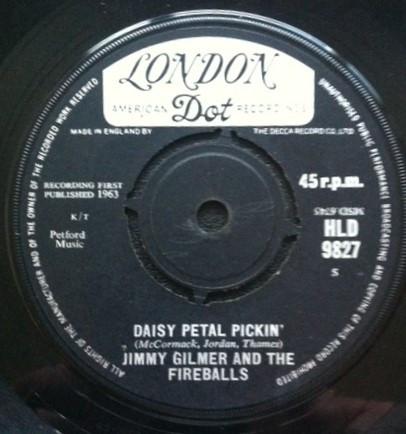 LONDON
AMERICAN Dot RECORDINGS
MADE IN ENGLAND BY THE DECCA RECORD CO., LTD
RECORDING FIRST
PUBLISHED 1963
K/T
Petford
Music
45 r.p.m.
HLD
9827
S
DAISY PETAL PICKIN'
(McCormack, Jordan, Thames)
JIMMY GILMER AND THE
FIREBALLS
ALL RIGHTS OF THE MANUFACTURER AND OF THE OWNER OF THE RECORDED WORK RESERVED
UNAUTHORISED PUBLIC PERFORMANCE BROADCASTING AND COPYING OF THIS RECORD PROHIBITED